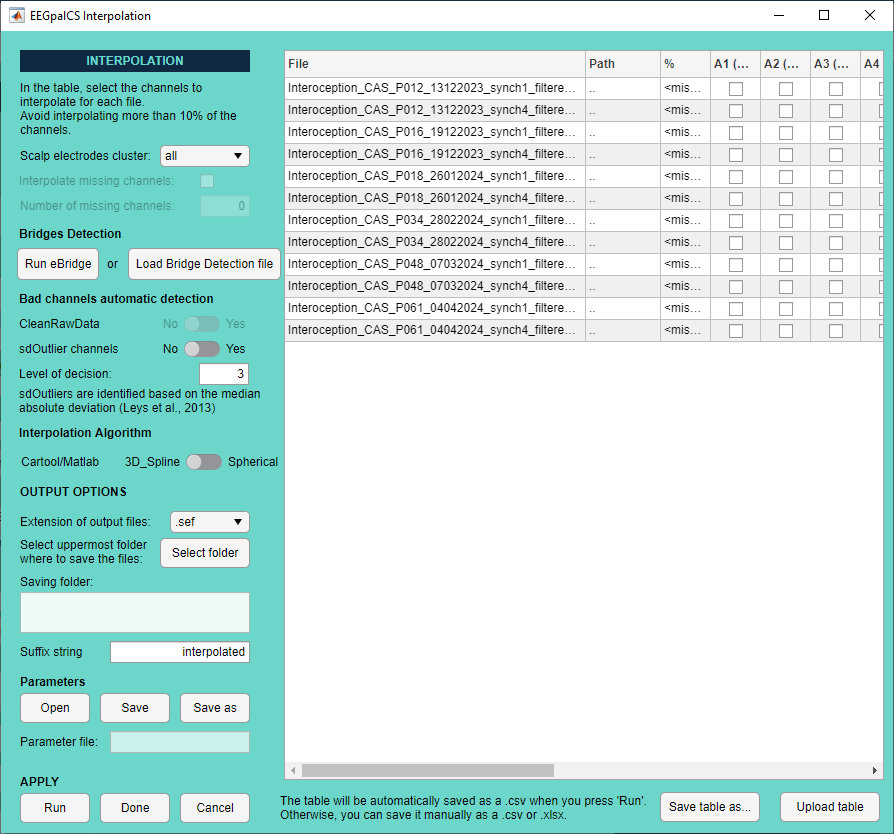 EEGpalCS Interpolation
INTERPOLATION
In the table, select the channels to
interpolate for each file.
Avoid interpolating more than 10% of the
channels.
Scalp electrodes cluster: all
Interpolate missing channels:
Number of missing channels: 0
Bridges Detection
Run eBridge or Load Bridge Detection file
Bad channels automatic detection
CleanRawData No Yes
sdOutlier channels No Yes
Level of decision: 3
sdOutliers are identified based on the median
absolute deviation (Leys et al., 2013)
Interpolation Algorithm
Cartool/Matlab 3D_Spline Spherical
OUTPUT OPTIONS
Extension of output files: .sef
Select uppermost folder
where to save the files: Select folder
Saving folder:
Suffix string interpolated
Parameters
Open Save Save as
Parameter file:
APPLY
Run Done Cancel
File Path % A1 (... A2 (... A3 (... A4
Interoception_CAS_P012_13122023_synch1_filtere... .. <mis...
Interoception_CAS_P012_13122023_synch4_filtere... .. <mis...
Interoception_CAS_P016_19122023_synch1_filtere... .. <mis...
Interoception_CAS_P016_19122023_synch4_filtere... .. <mis...
Interoception_CAS_P018_26012024_synch1_filtere... .. <mis...
Interoception_CAS_P018_26012024_synch4_filtere... .. <mis...
Interoception_CAS_P034_28022024_synch1_filtere... .. <mis...
Interoception_CAS_P034_28022024_synch4_filtere... .. <mis...
Interoception_CAS_P048_07032024_synch1_filtere... .. <mis...
Interoception_CAS_P048_07032024_synch4_filtere... .. <mis...
Interoception_CAS_P061_04042024_synch1_filtere... .. <mis...
Interoception_CAS_P061_04042024_synch4_filtere... .. <mis...
The table will be automatically saved as a .csv when you press 'Run'.
Otherwise, you can save it manually as a .csv or .xlsx.
Save table as... Upload table